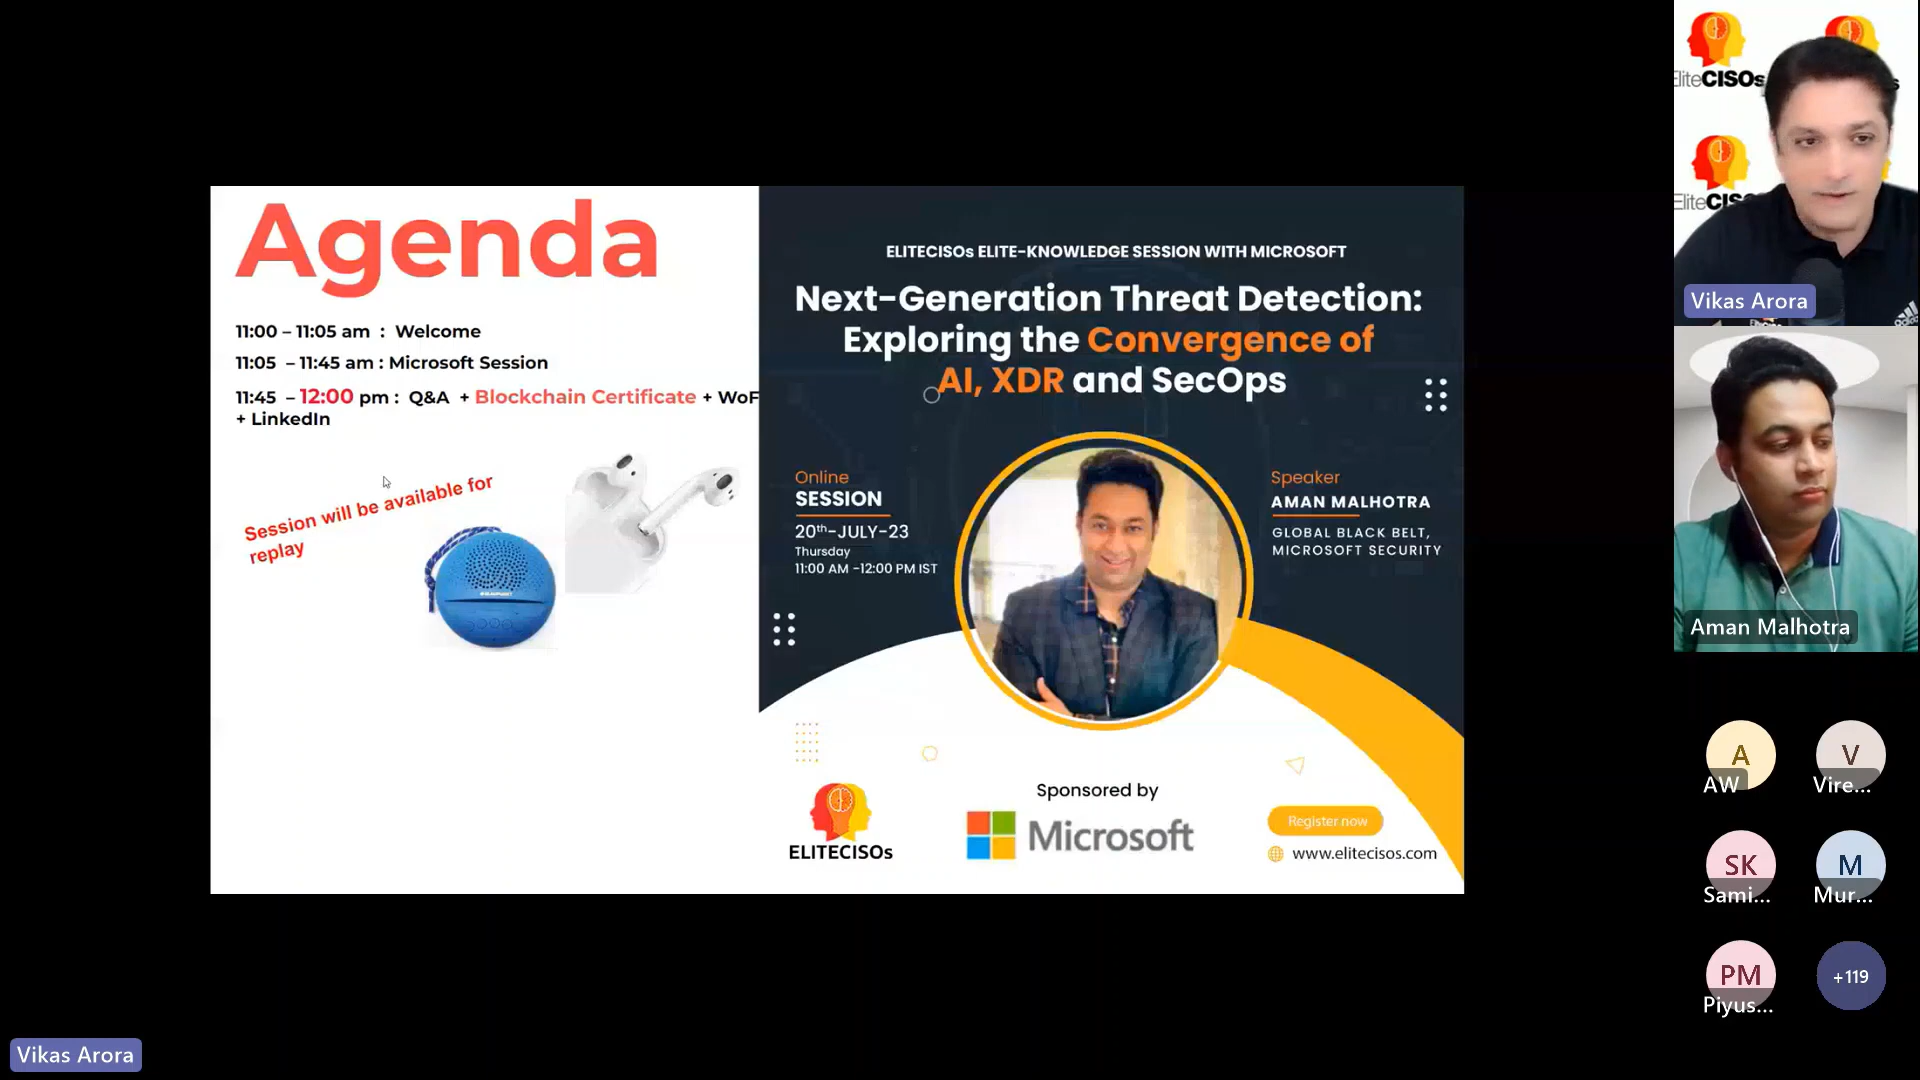 Agenda
11:00 – 11:05 am : Welcome
11:05 – 11:45 am : Microsoft Session
11:45 – 12:00 pm : Q&A + Blockchain Certificate + WoF
+ LinkedIn
Session will be available for
replay
ELITECISOs ELITE-KNOWLEDGE SESSION WITH MICROSOFT
Next-Generation Threat Detection:
Exploring the Convergence of
AI, XDR and SecOps
Online
SESSION
20th-JULY-23
Thursday
11:00 AM -12:00 PM IST
Speaker
AMAN MALHOTRA
GLOBAL BLACK BELT,
MICROSOFT SECURITY
ELITECISOs
Sponsored by
Microsoft
Register now
www.elitecisos.com
EliteCISOs
Vikas Arora
Aman Malhotra
A
AW
V
Vire...
SK
Sami...
M
Mur...
PM
Piyus...
+119
Vikas Arora